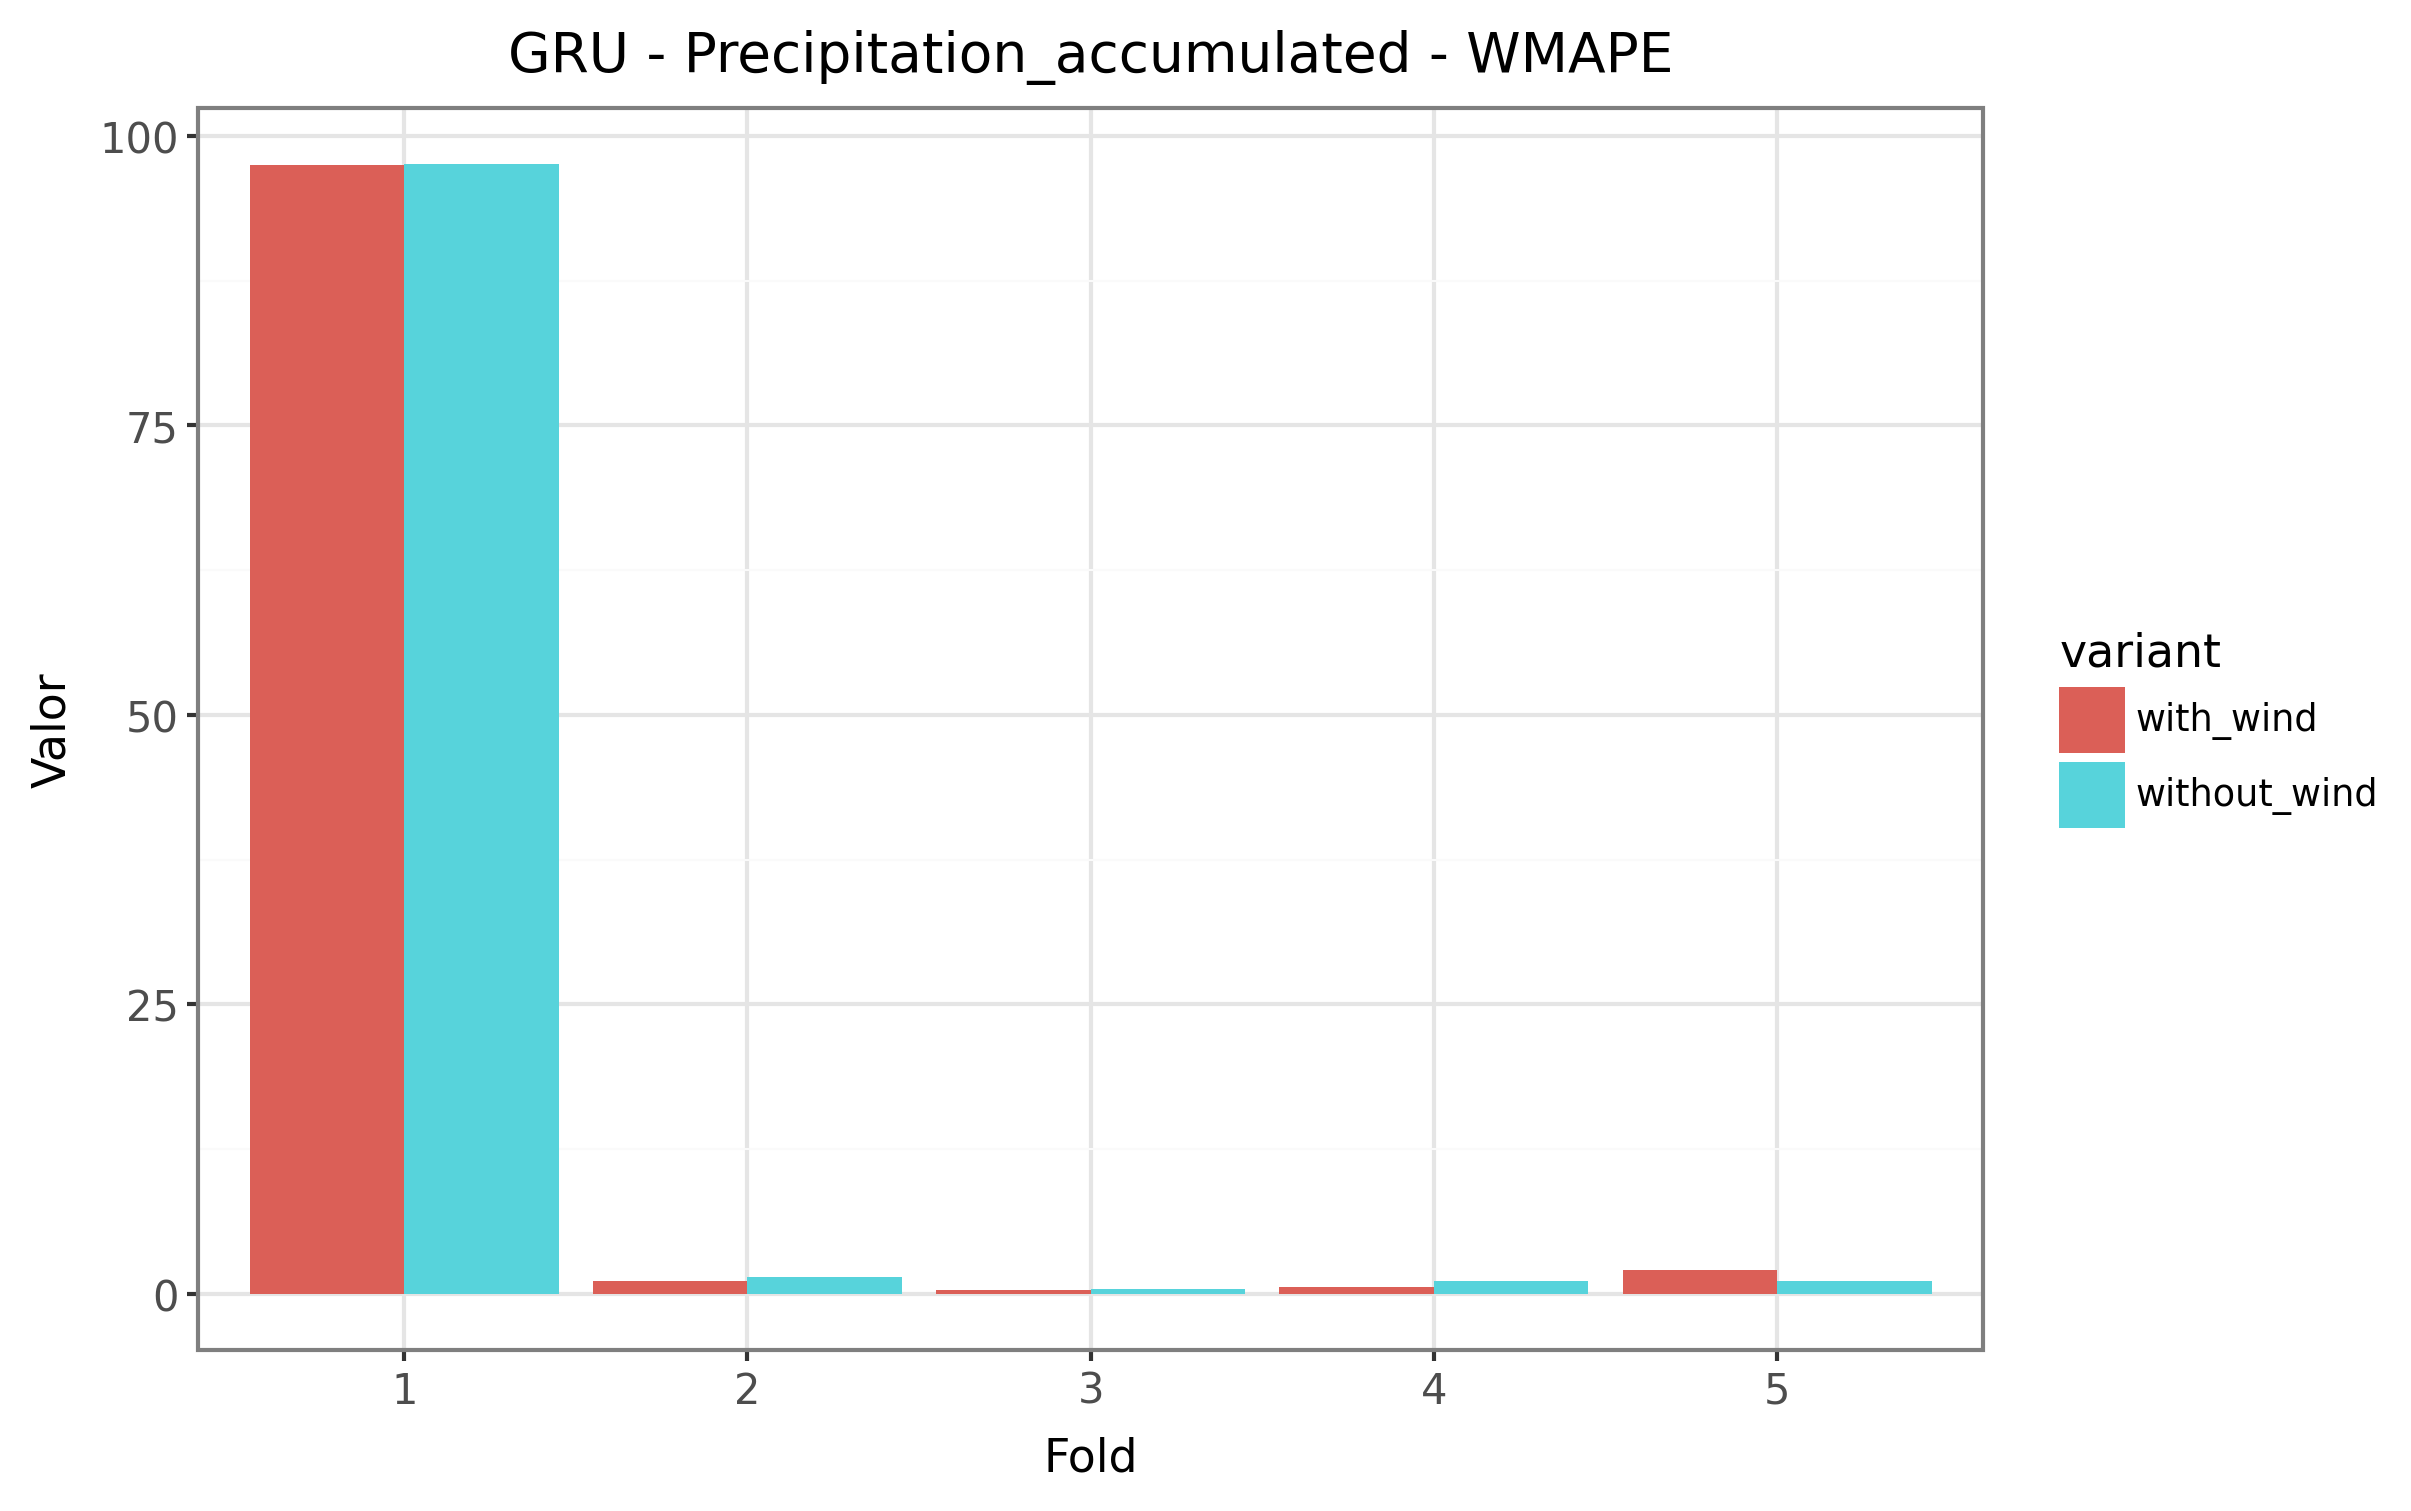 GRU - Precipitation_accumulated - WMAPE
100
75
50
25
0
Valor
1 2 3 4 5
Fold
variant
with_wind
without_wind